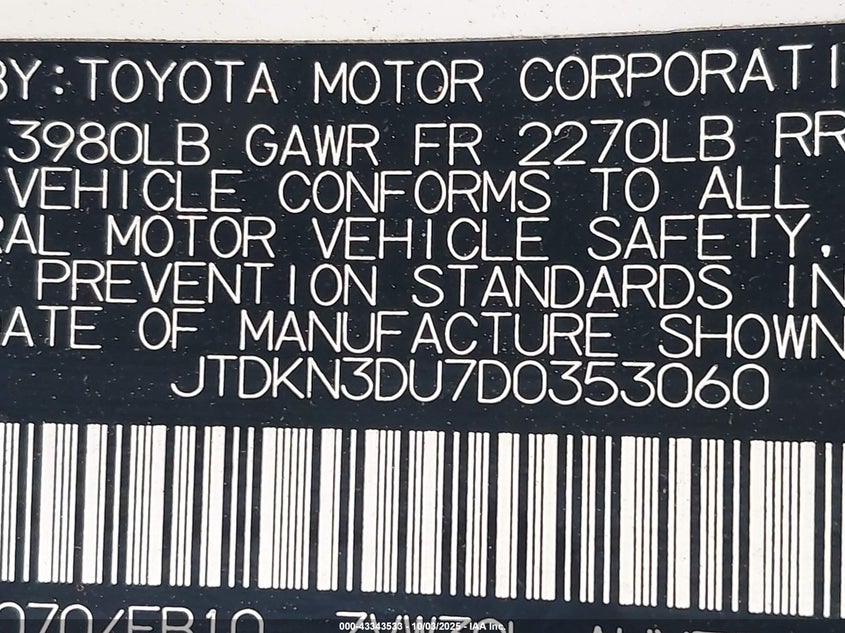 BY:TOYOTA MOTOR CORPORATI
3980LB GAWR FR 2270LB RR
VEHICLE CONFORMS TO ALL
RAL MOTOR VEHICLE SAFETY,
PREVENTION STANDARDS IN
ATE OF MANUFACTURE SHOWN
JTDKN3DU7D0353060
000-43343533 - 10/03/2025 - IAA Inc.